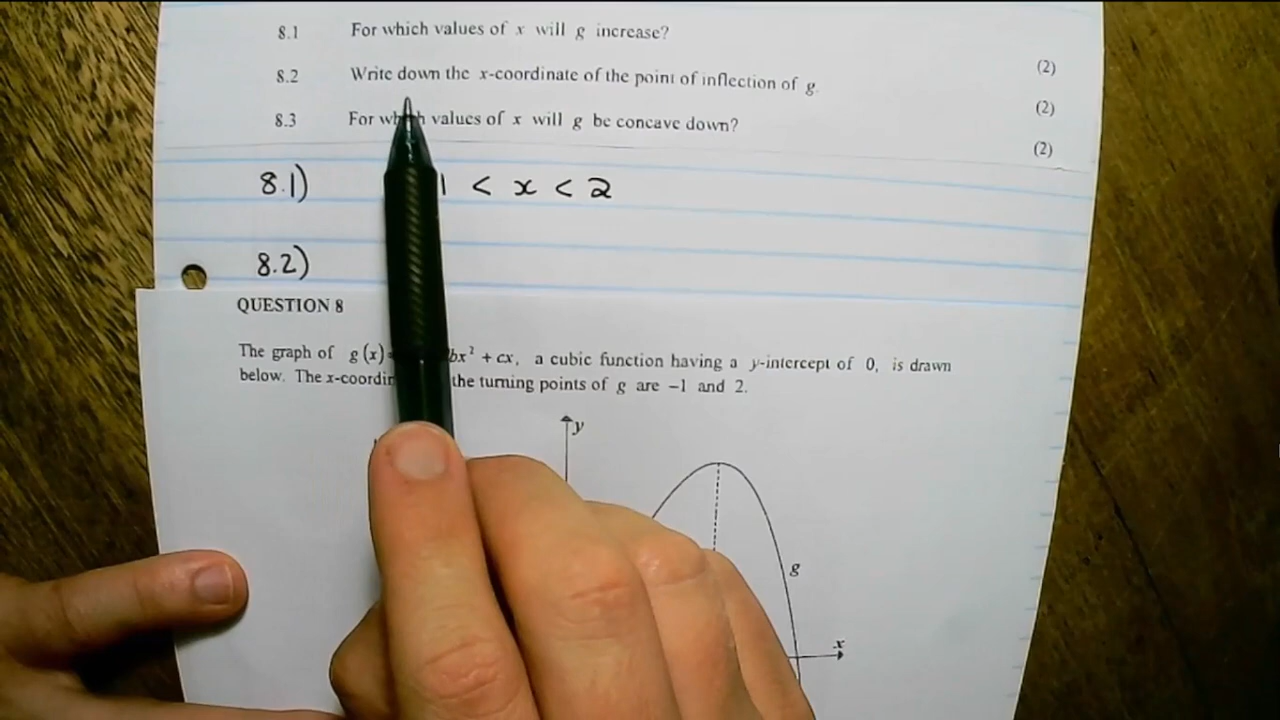 8.1 For which values of x will g increase? (2)
8.2 Write down the x-coordinate of the point of inflection of g. (2)
8.3 For which values of x will g be concave down? (2)
8.1) 1 < x < 2
8.2)
QUESTION 8
The graph of g(x) bx² + cx, a cubic function having a y-intercept of 0, is drawn
below. The the turning points of g are −1 and 2.
y
g
x